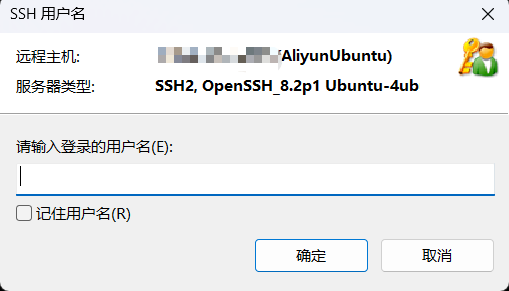 SSH 用户名
远程主机: (AliyunUbuntu)
服务器类型: SSH2, OpenSSH_8.2p1 Ubuntu-4ub
请输入登录的用户名(E):
记住用户名(R)
确定 取消